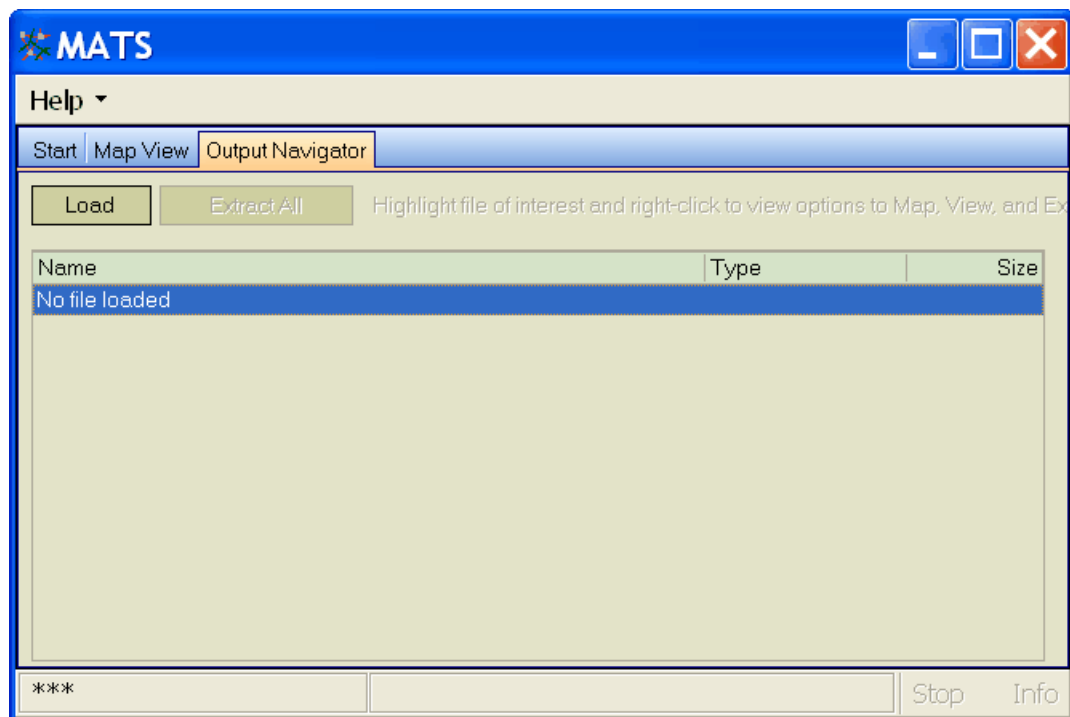 MATS
Help
Start Map View Output Navigator
Load Extract All Highlight file of interest and right-click to view options to Map, View, and Ex
Name Type Size
No file loaded
*** Stop Info